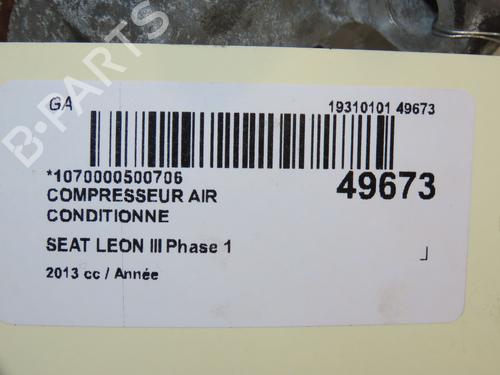 GA
19310101 49673
*1070000500706
49673
COMPRESSEUR AIR
CONDITIONNE
SEAT LEON III Phase 1
2013 cc / Année
B-PARTS